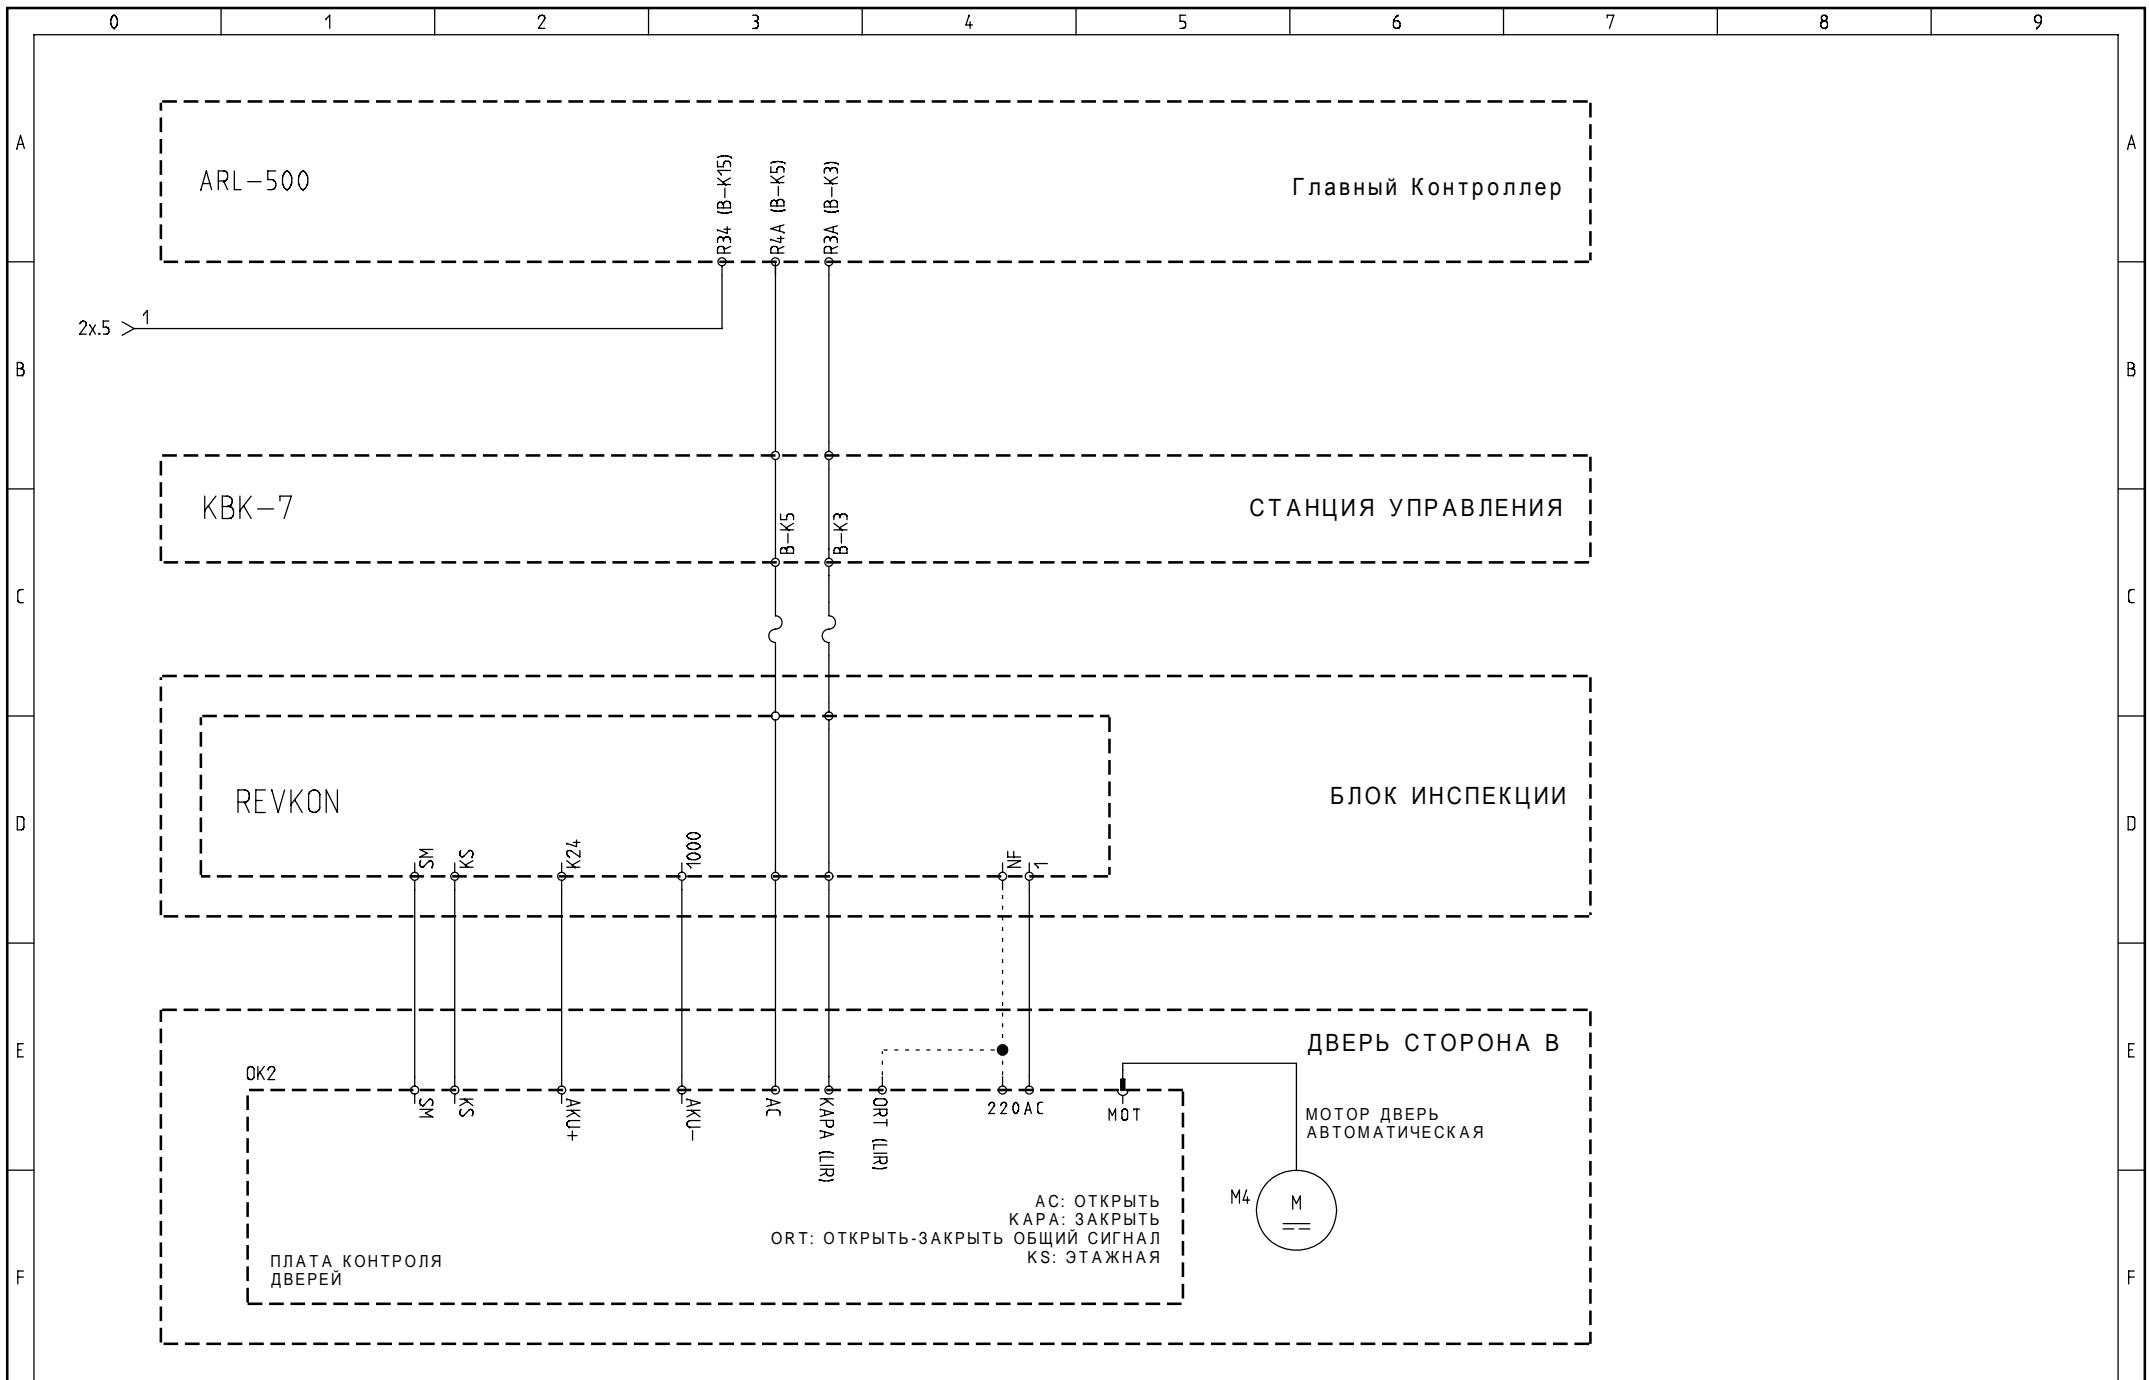 0 1 2 3 4 5 6 7 8 9
A A
ARL-500
R34 (B-K15)
R4A (B-K5)
R3A (B-K3)
Главный Контроллер
2x.5 1
B B
KBK-7
B-K5
B-K3
СТАНЦИЯ УПРАВЛЕНИЯ
C C
REVKON
БЛОК ИНСПЕКЦИИ
D D
SM
KS
K24
1000
NF
1
ДВЕРЬ СТОРОНА В
E E
OK2
SM
KS
AKU+
AKU-
AC
KAPA (LIR)
ORT (LIR)
220AC
MOT
МОТОР ДВЕРЬ
АВТОМАТИЧЕСКАЯ
M4 M
AC: ОТКРЫТЬ
KAPA: ЗАКРЫТЬ
ORT: ОТКРЫТЬ-ЗАКРЫТЬ ОБЩИЙ СИГНАЛ
KS: ЭТАЖНАЯ
ПЛАТА КОНТРОЛЯ
ДВЕРЕЙ
F F